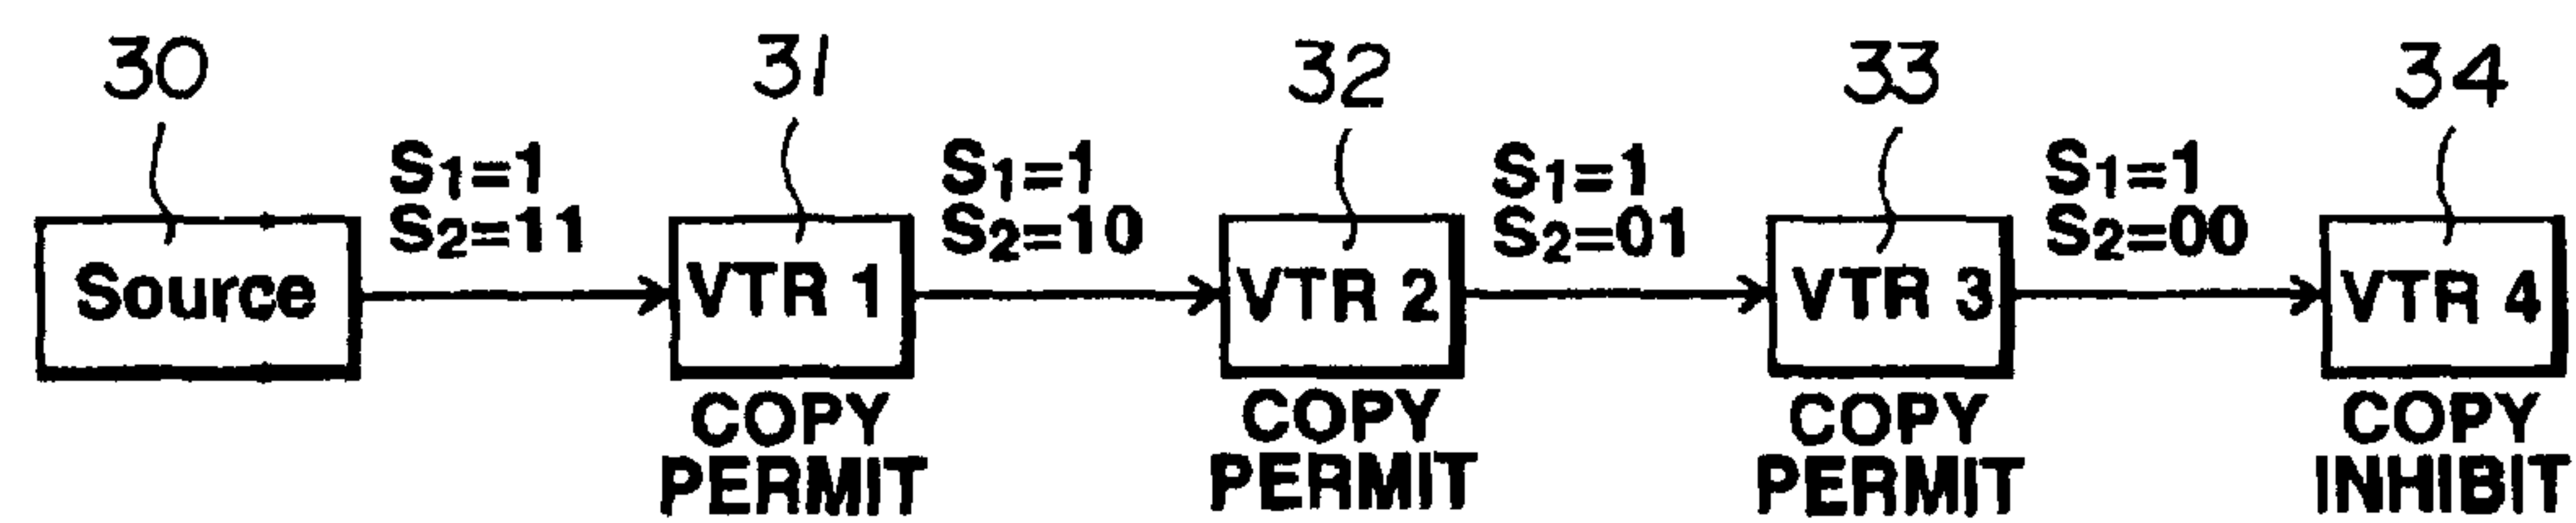 30
31
32
33
34
S1=1
S2=11
S1=1
S2=10
S1=1
S2=01
S1=1
S2=00
Source
VTR 1
VTR 2
VTR 3
VTR 4
COPY
PERMIT
COPY
PERMIT
COPY
PERMIT
COPY
INHIBIT